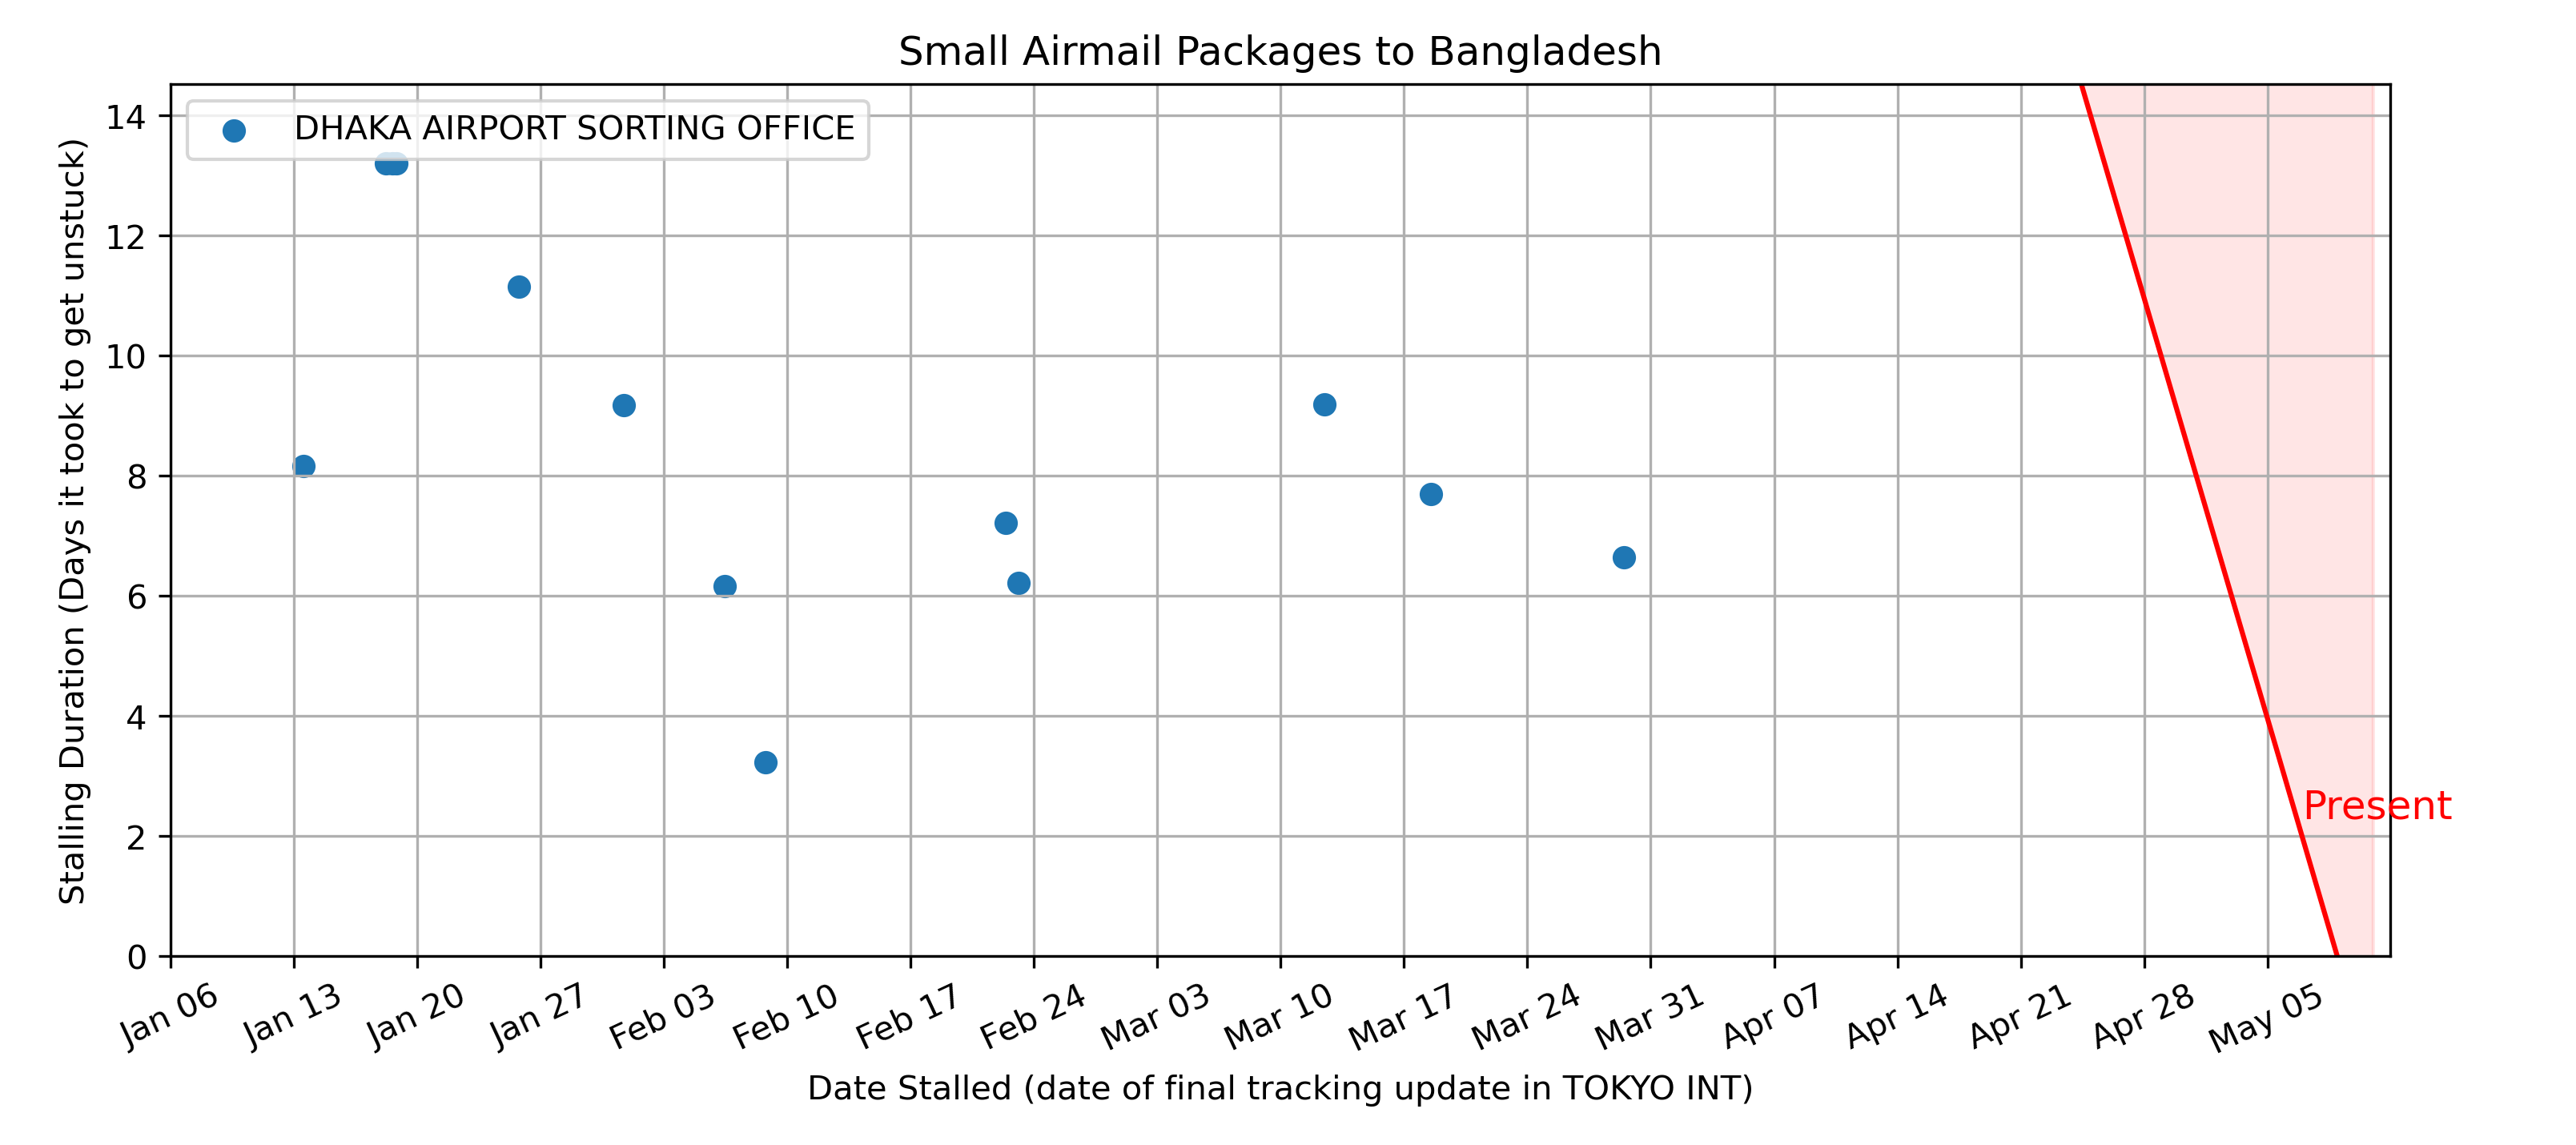 Small Airmail Packages to Bangladesh
DHAKA AIRPORT SORTING OFFICE
Stalling Duration (Days it took to get unstuck)
14
12
10
8
6
4
2
0
Present
Jan 06
Jan 13
Jan 20
Jan 27
Feb 03
Feb 10
Feb 17
Feb 24
Mar 03
Mar 10
Mar 17
Mar 24
Mar 31
Apr 07
Apr 14
Apr 21
Apr 28
May 05
Date Stalled (date of final tracking update in TOKYO INT)